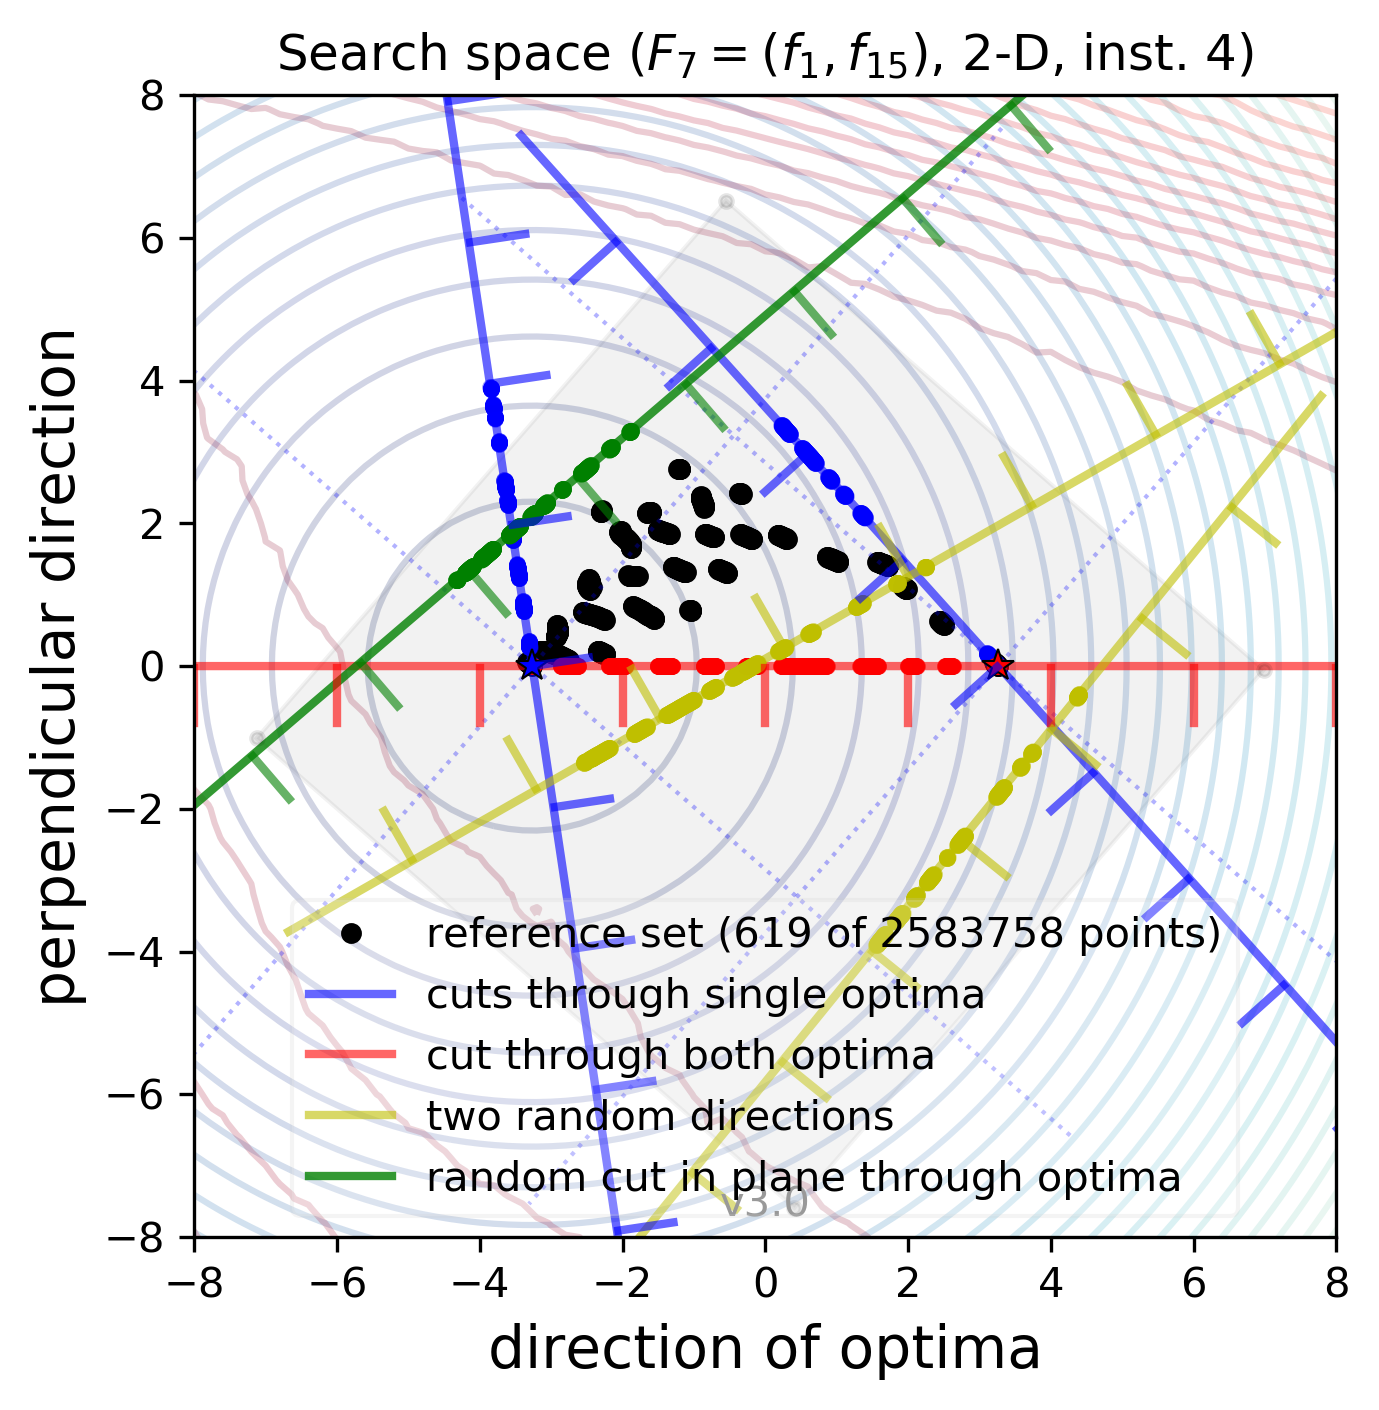 Search space (F₇ = (f₁, f₁₅), 2-D, inst. 4)
8
6
4
2
0
−2
−4
−6
−8
perpendicular direction
reference set (619 of 2583758 points)
cuts through single optima
cut through both optima
two random directions
random cut in plane through optima
v3.0
−8 −6 −4 −2 0 2 4 6 8
direction of optima